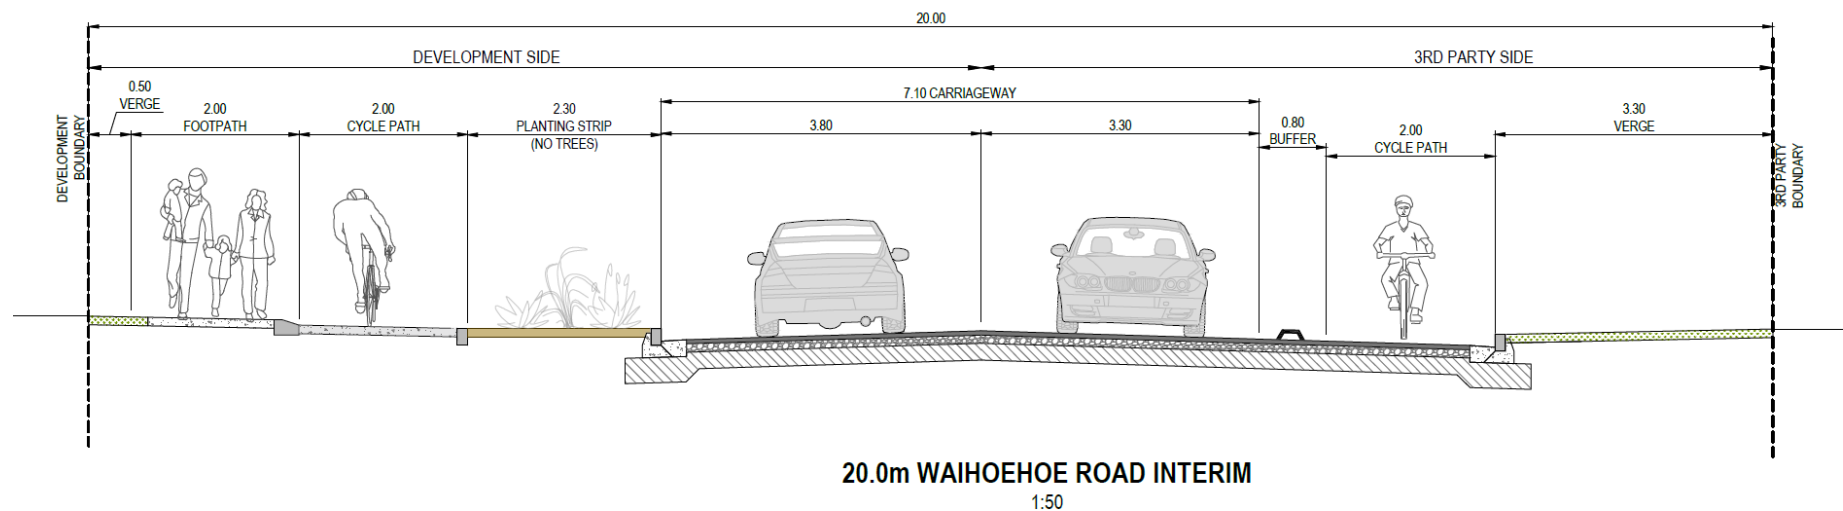 20.00
DEVELOPMENT SIDE
3RD PARTY SIDE
0.50
VERGE
2.00
FOOTPATH
2.00
CYCLE PATH
2.30
PLANTING STRIP
(NO TREES)
7.10 CARRIAGEWAY
3.80
3.30
0.80
BUFFER
2.00
CYCLE PATH
3.30
VERGE
DEVELOPMENT
BOUNDARY
3RD PARTY
BOUNDARY
20.0m WAIHOEHOE ROAD INTERIM
1:50